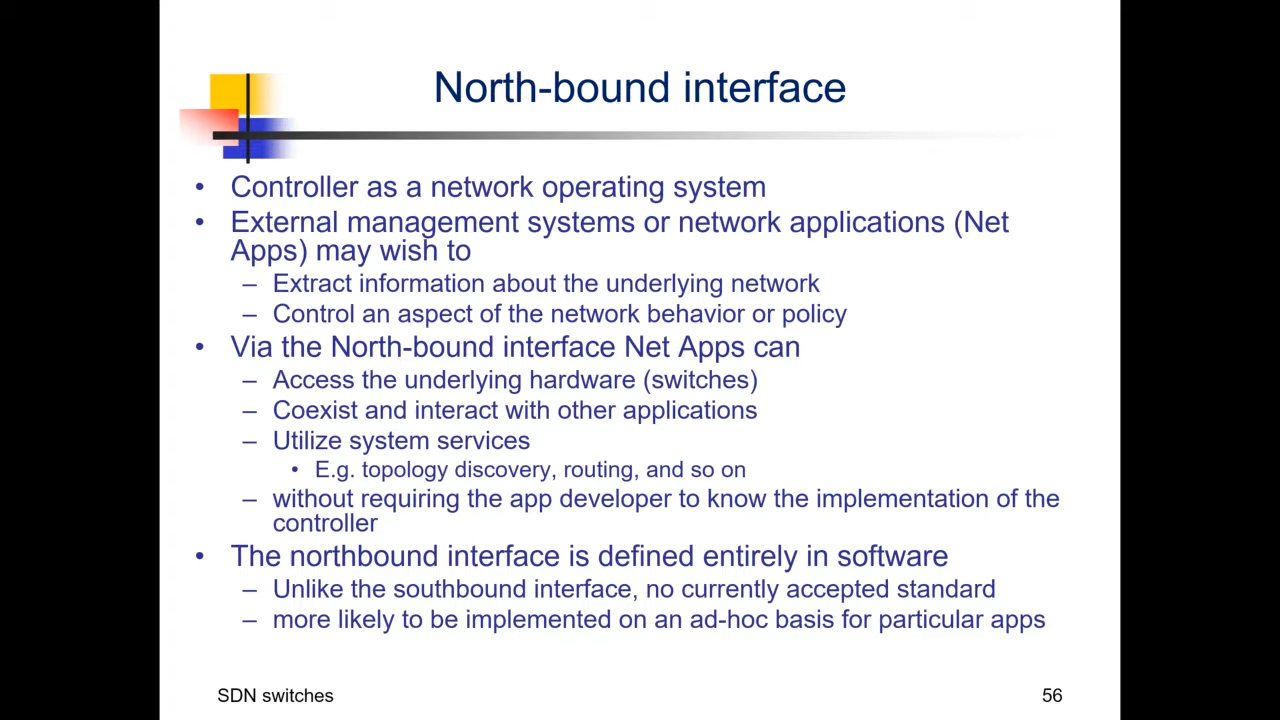 North-bound interface
• Controller as a network operating system
• External management systems or network applications (Net
Apps) may wish to
– Extract information about the underlying network
– Control an aspect of the network behavior or policy
• Via the North-bound interface Net Apps can
– Access the underlying hardware (switches)
– Coexist and interact with other applications
– Utilize system services
• E.g. topology discovery, routing, and so on
– without requiring the app developer to know the implementation of the
controller
• The northbound interface is defined entirely in software
– Unlike the southbound interface, no currently accepted standard
– more likely to be implemented on an ad-hoc basis for particular apps
SDN switches
56